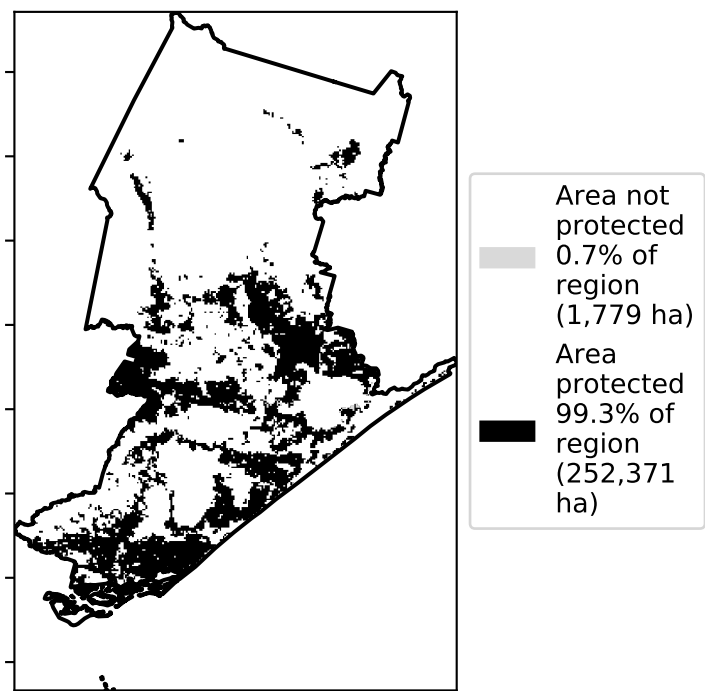 Area not
protected
0.7% of
region
(1,779 ha)
Area
protected
99.3% of
region
(252,371
ha)